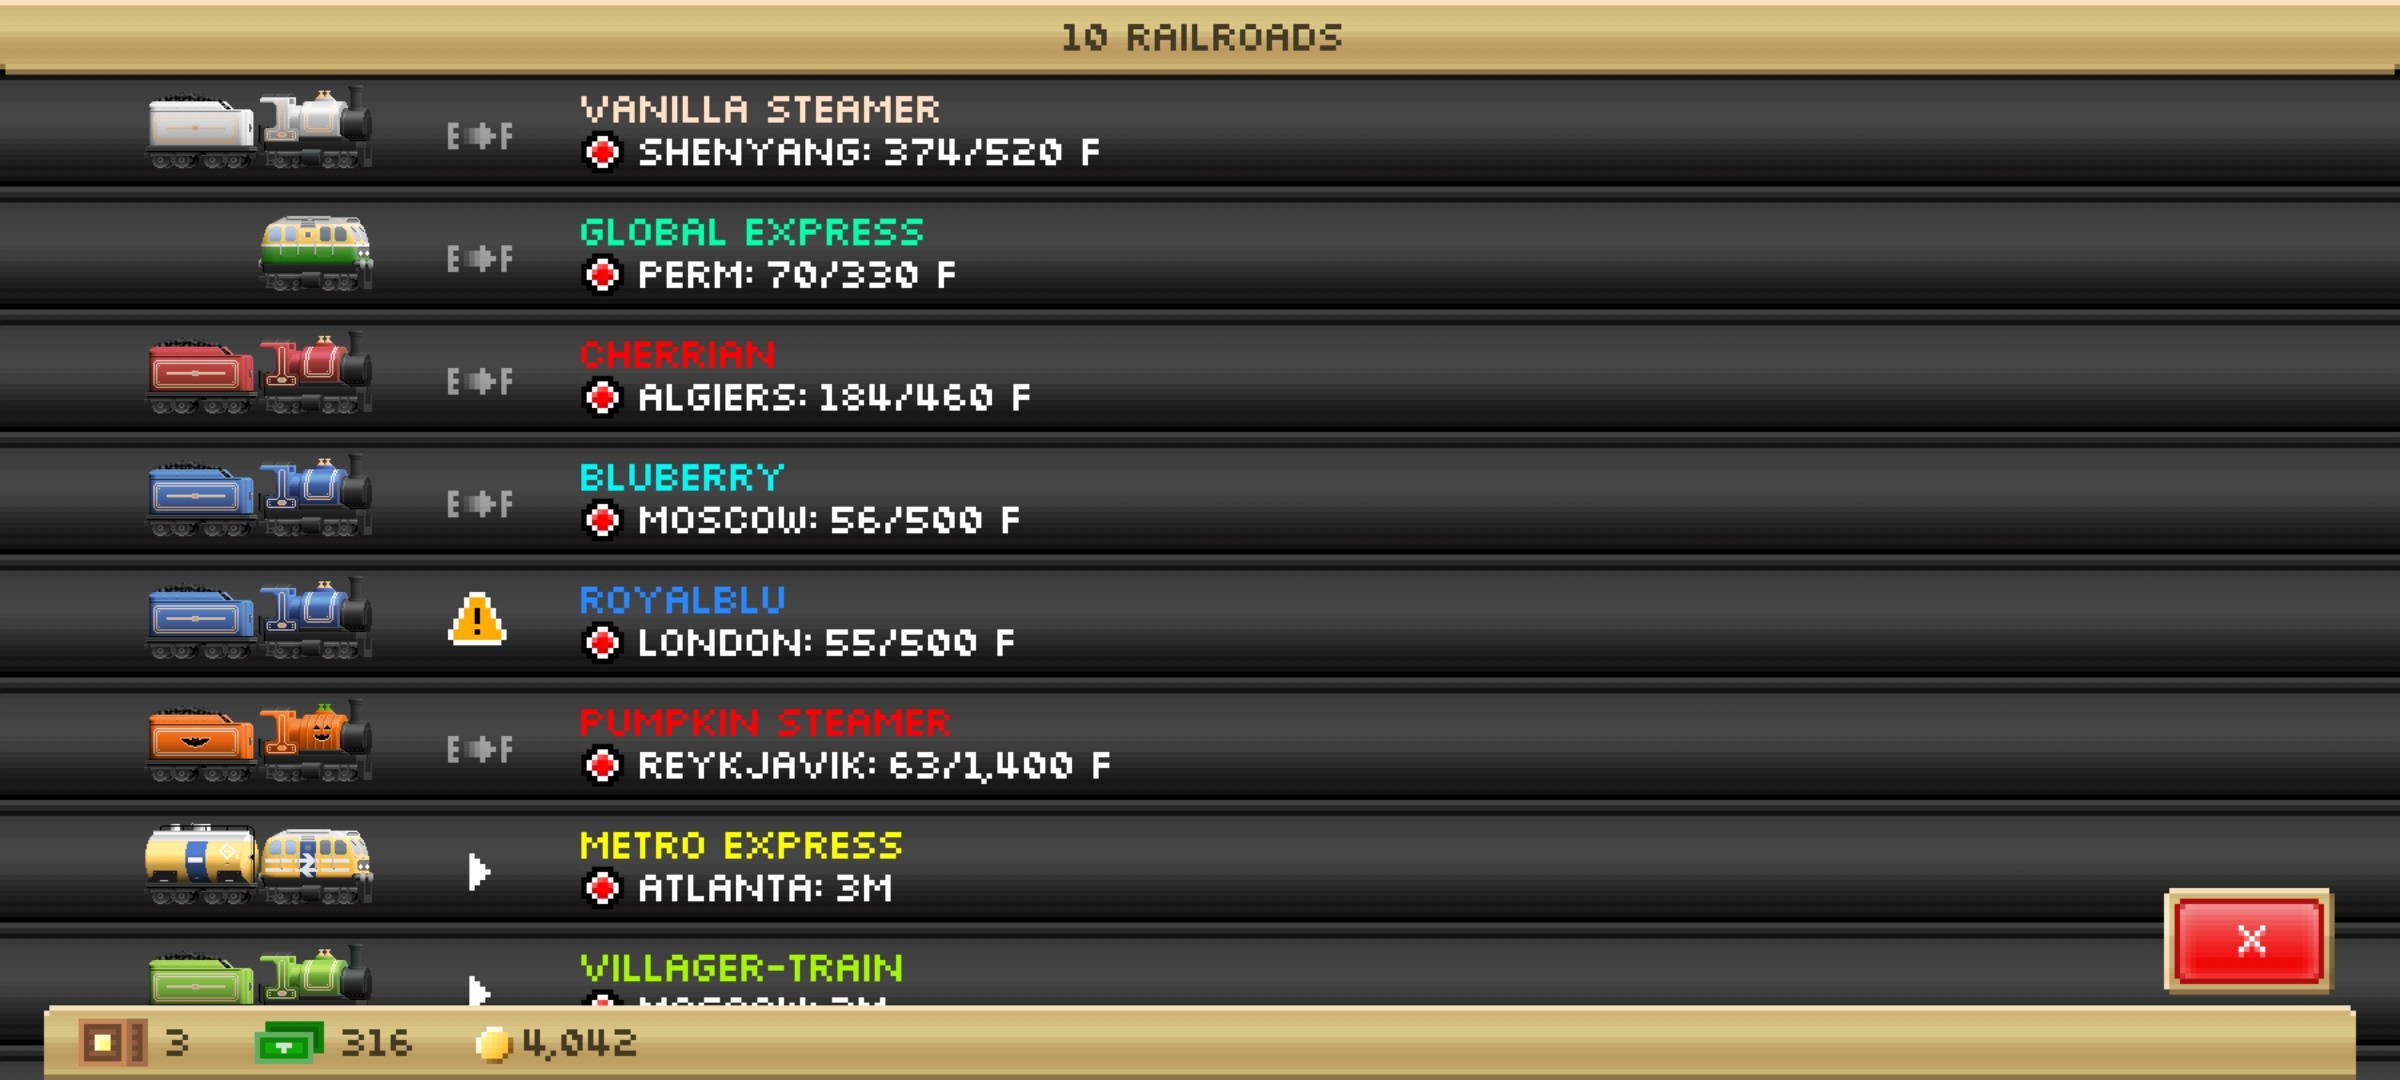 10 RAILROADS
VANILLA STEAMER
E F
SHENYANG: 374/520 F
GLOBAL EXPRESS
E F
PERM: 70/330 F
CHERRIAN
E F
ALGIERS: 184/460 F
BLUBERRY
E F
MOSCOW: 56/500 F
ROYALBLU
!
LONDON: 55/500 F
PUMPKIN STEAMER
E F
REYKJAVIK: 63/1,400 F
METRO EXPRESS
ATLANTA: 3M
VILLAGER-TRAIN
X
3 316 4,042